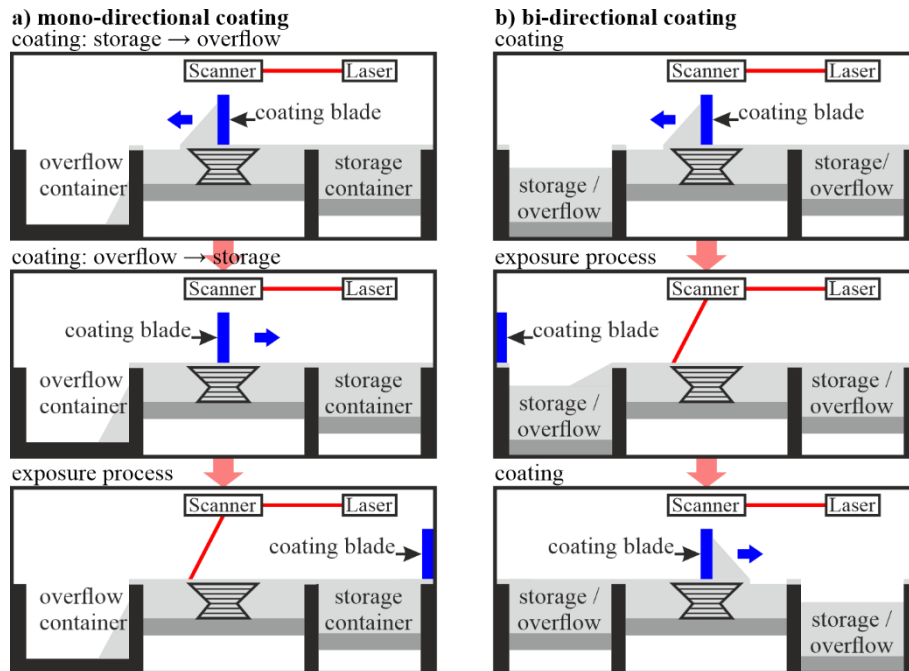 a) mono-directional coating
coating: storage → overflow
Scanner
Laser
coating blade
overflow
container
storage
container
coating: overflow → storage
Scanner
Laser
coating blade
overflow
container
storage
container
exposure process
Scanner
Laser
coating blade
overflow
container
storage
container
b) bi-directional coating
coating
Scanner
Laser
coating blade
storage /
overflow
storage/
overflow
exposure process
Scanner
Laser
coating blade
storage /
overflow
storage /
overflow
coating
Scanner
Laser
coating blade
storage /
overflow
storage /
overflow